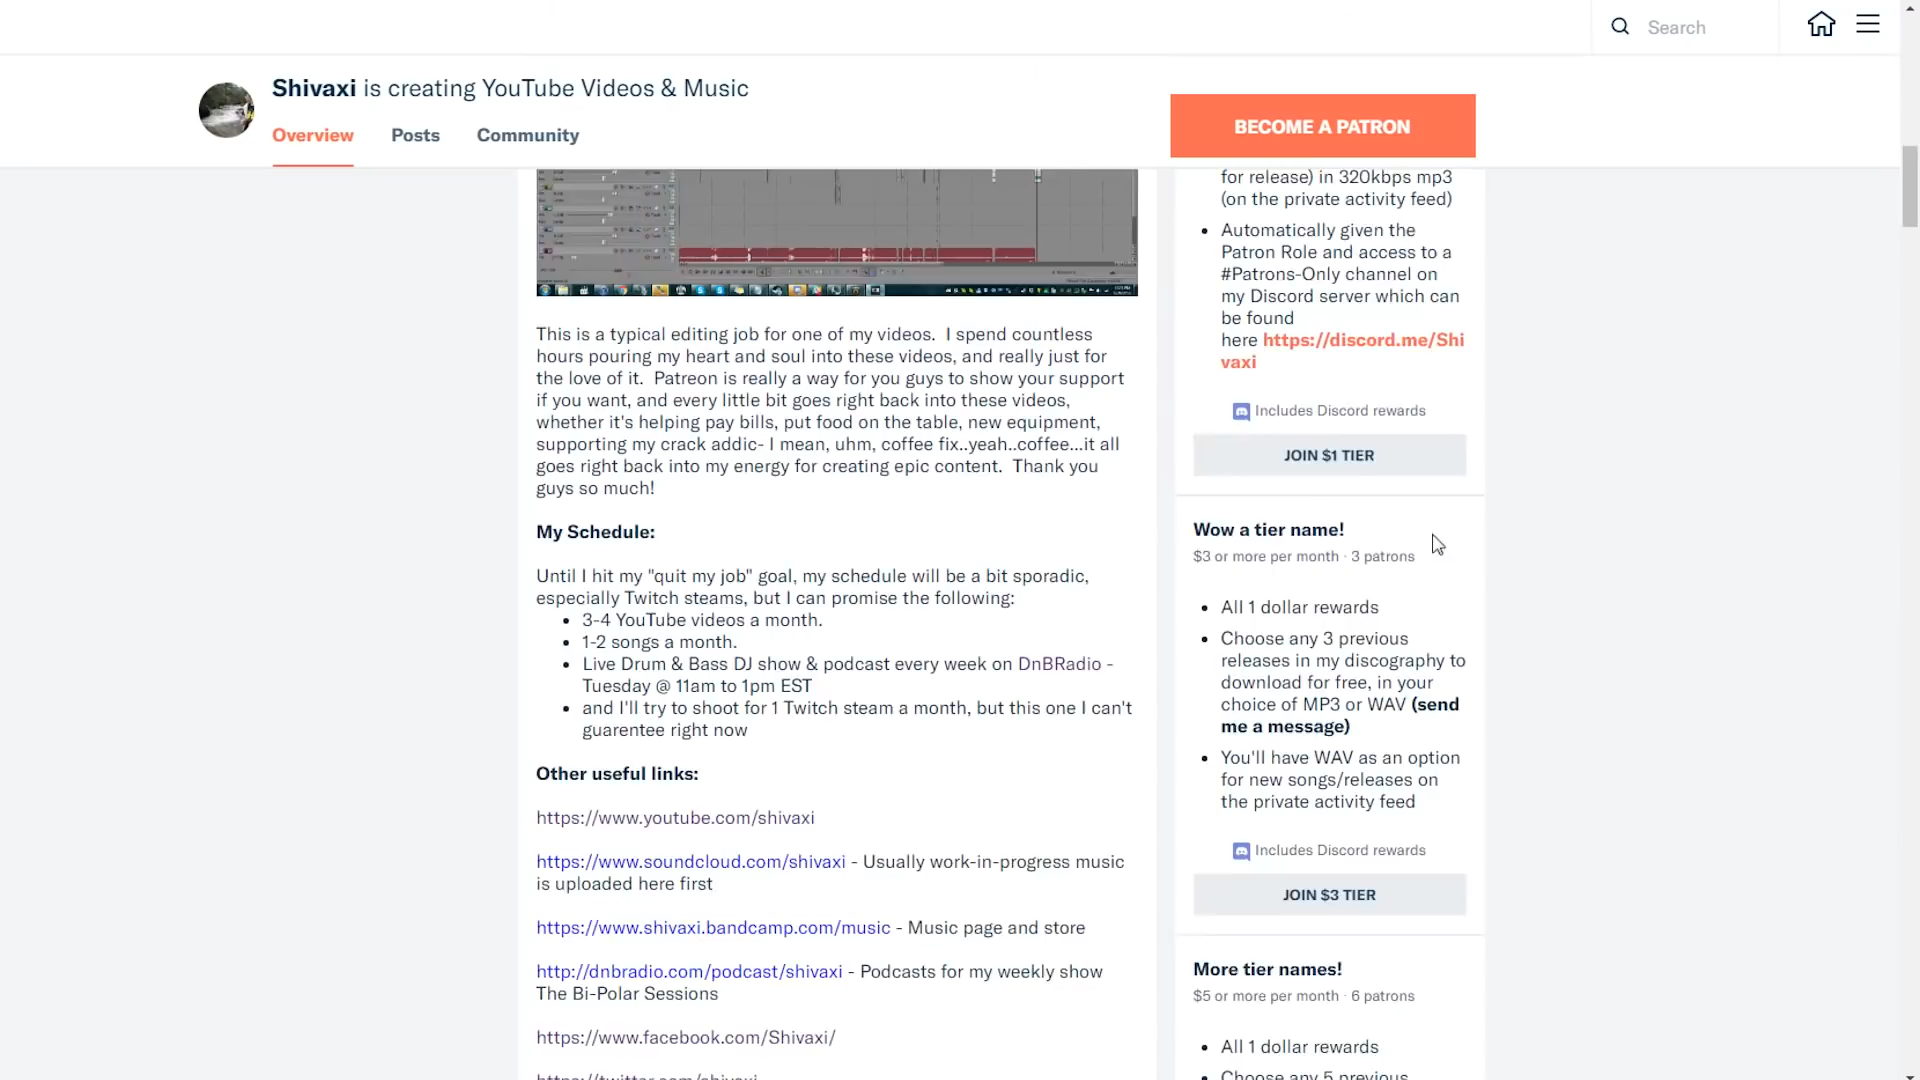 Search
Shivaxi is creating YouTube Videos & Music
Overview
Posts
Community
BECOME A PATRON
This is a typical editing job for one of my videos.  I spend countless
hours pouring my heart and soul into these videos, and really just for
the love of it.  Patreon is really a way for you guys to show your support
if you want, and every little bit goes right back into these videos,
whether it's helping pay bills, put food on the table, new equipment,
supporting my crack addic- I mean, uhm, coffee fix..yeah..coffee...it all
goes right back into my energy for creating epic content.  Thank you
guys so much!
My Schedule:
Until I hit my "quit my job" goal, my schedule will be a bit sporadic,
especially Twitch steams, but I can promise the following:
• 3-4 YouTube videos a month.
• 1-2 songs a month.
• Live Drum & Bass DJ show & podcast every week on DnBRadio -
Tuesday @ 11am to 1pm EST
• and I'll try to shoot for 1 Twitch steam a month, but this one I can't
guarentee right now
Other useful links:
https://www.youtube.com/shivaxi
https://www.soundcloud.com/shivaxi - Usually work-in-progress music
is uploaded here first
https://www.shivaxi.bandcamp.com/music - Music page and store
http://dnbradio.com/podcast/shivaxi - Podcasts for my weekly show
The Bi-Polar Sessions
https://www.facebook.com/Shivaxi/
https://twitter.com/shivaxi
for release) in 320kbps mp3
(on the private activity feed)
• Automatically given the
Patron Role and access to a
#Patrons-Only channel on
my Discord server which can
be found
here https://discord.me/Shi
vaxi
Includes Discord rewards
JOIN $1 TIER
Wow a tier name!
$3 or more per month · 3 patrons
• All 1 dollar rewards
• Choose any 3 previous
releases in my discography to
download for free, in your
choice of MP3 or WAV (send
me a message)
• You'll have WAV as an option
for new songs/releases on
the private activity feed
Includes Discord rewards
JOIN $3 TIER
More tier names!
$5 or more per month · 6 patrons
• All 1 dollar rewards
• Choose any 5 previous